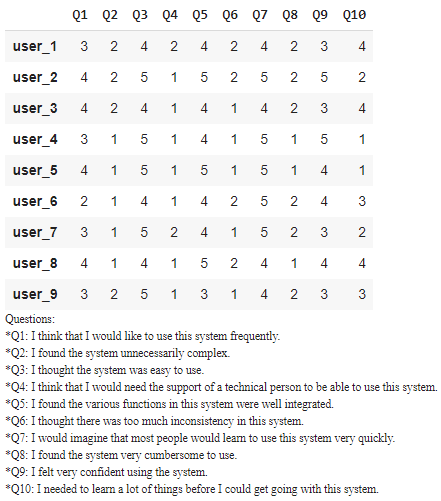 Q1 Q2 Q3 Q4 Q5 Q6 Q7 Q8 Q9 Q10
user_1 3 2 4 2 4 2 4 2 3 4
user_2 4 2 5 1 5 2 5 2 5 2
user_3 4 2 4 1 4 1 4 2 3 4
user_4 3 1 5 1 4 1 5 1 5 1
user_5 4 1 5 1 5 1 5 1 4 1
user_6 2 1 4 1 4 2 5 2 4 3
user_7 3 1 5 2 4 1 5 2 3 2
user_8 4 1 4 1 5 2 4 1 4 4
user_9 3 2 5 1 3 1 4 2 3 3
Questions:
*Q1: I think that I would like to use this system frequently.
*Q2: I found the system unnecessarily complex.
*Q3: I thought the system was easy to use.
*Q4: I think that I would need the support of a technical person to be able to use this system.
*Q5: I found the various functions in this system were well integrated.
*Q6: I thought there was too much inconsistency in this system.
*Q7: I would imagine that most people would learn to use this system very quickly.
*Q8: I found the system very cumbersome to use.
*Q9: I felt very confident using the system.
*Q10: I needed to learn a lot of things before I could get going with this system.